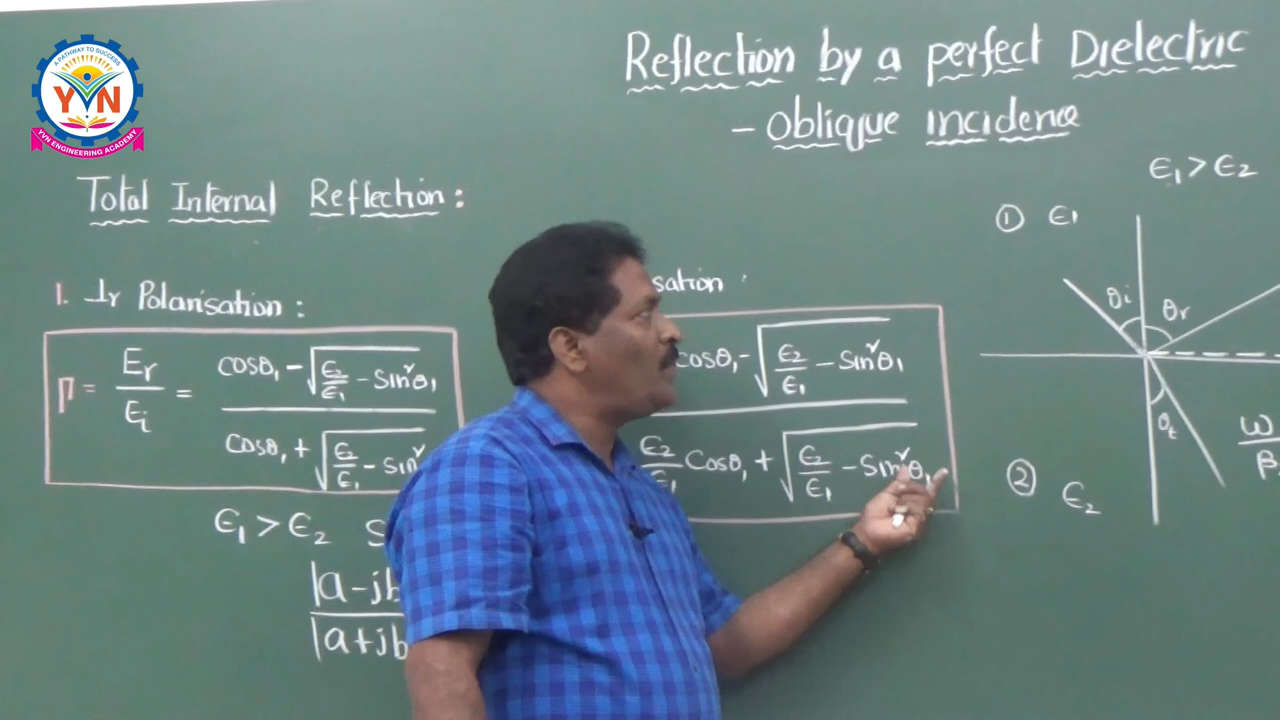 A PATHWAY TO SUCCESS
YVN
YVN ENGINEERING ACADEMY
Reflection by a perfect Dielectric
- oblique incidence
Total Internal Reflection :
1. ⊥r Polarisation :
Γ = Er/Ei = (cosθ₁ - √(ϵ₂/ϵ₁ - Sin²θ₁)) / (cosθ₁ + √(ϵ₂/ϵ₁ - Sin²
ϵ₁ > ϵ₂
|a-jb
|a+jb
sation :
cosθ₁ - √(ϵ₂/ϵ₁ - Sin²θ₁)
ϵ₂/ϵ₁ Cosθ₁ + √(ϵ₂/ϵ₁ - Sin²θ₁)
ϵ₁ > ϵ₂
① ϵ₁
θi θr
θt
② ϵ₂
ω/β